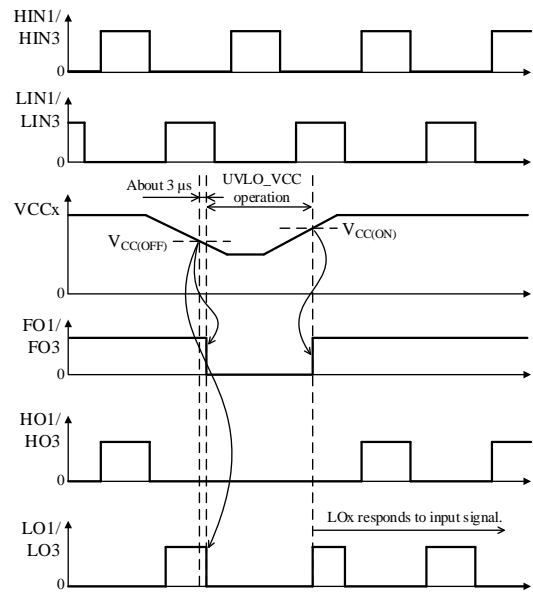 HIN1/
HIN3
0
LIN1/
LIN3
0
About 3 µs
UVLO_VCC
operation
VCCx
VCC(OFF)
VCC(ON)
0
FO1/
FO3
0
HO1/
HO3
0
LOx responds to input signal.
LO1/
LO3
0